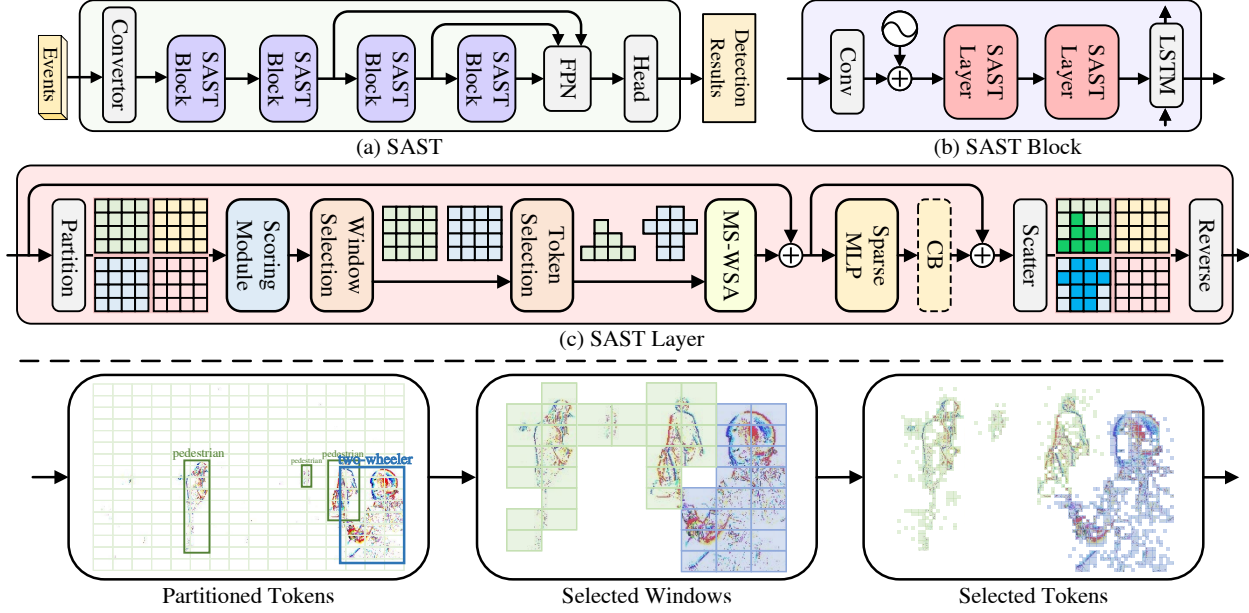 Events
Convertor
SAST
Block
SAST
Block
SAST
Block
SAST
Block
FPN
Head
Detection
Results
(a) SAST
Conv
SAST
Layer
SAST
Layer
LSTM
(b) SAST Block
Partition
Scoring
Module
Window
Selection
Token
Selection
MS-WSA
Sparse
MLP
CB
Scatter
Reverse
(c) SAST Layer
pedestrian
pedestrian
pedestrian
two-wheeler
Partitioned Tokens
Selected Windows
Selected Tokens